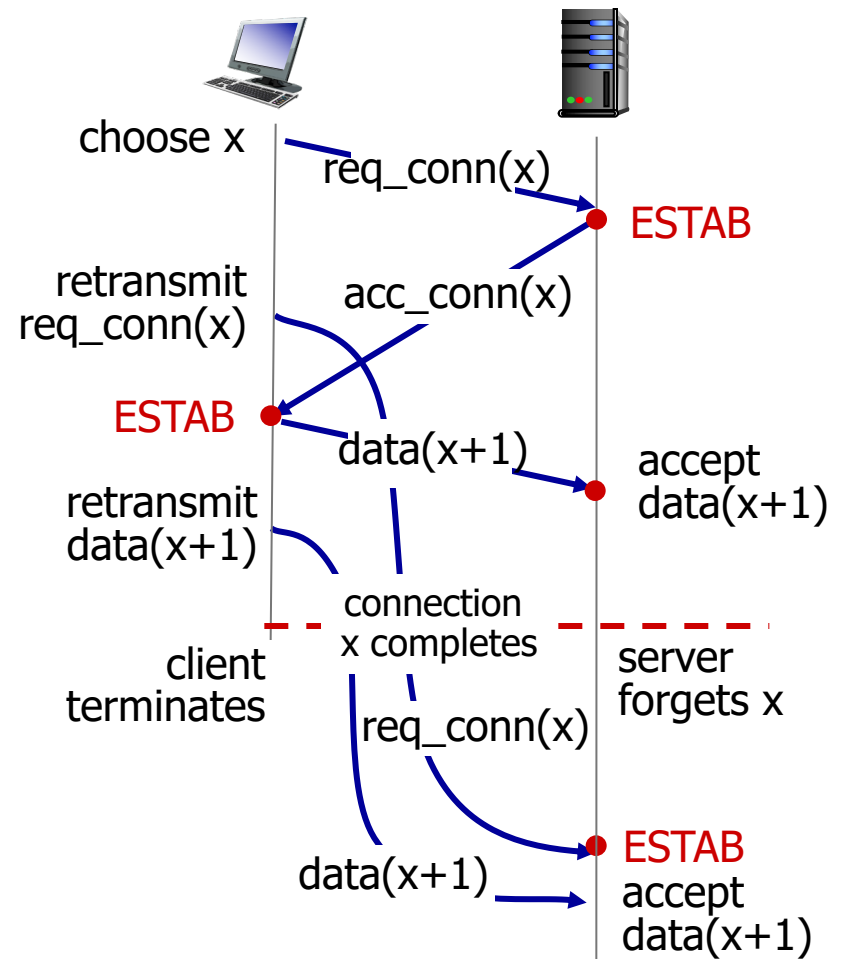 choose x
req_conn(x)
ESTAB
retransmit
req_conn(x)
acc_conn(x)
ESTAB
data(x+1)
accept
data(x+1)
retransmit
data(x+1)
connection
x completes
client
terminates
server
forgets x
req_conn(x)
ESTAB
data(x+1)
accept
data(x+1)